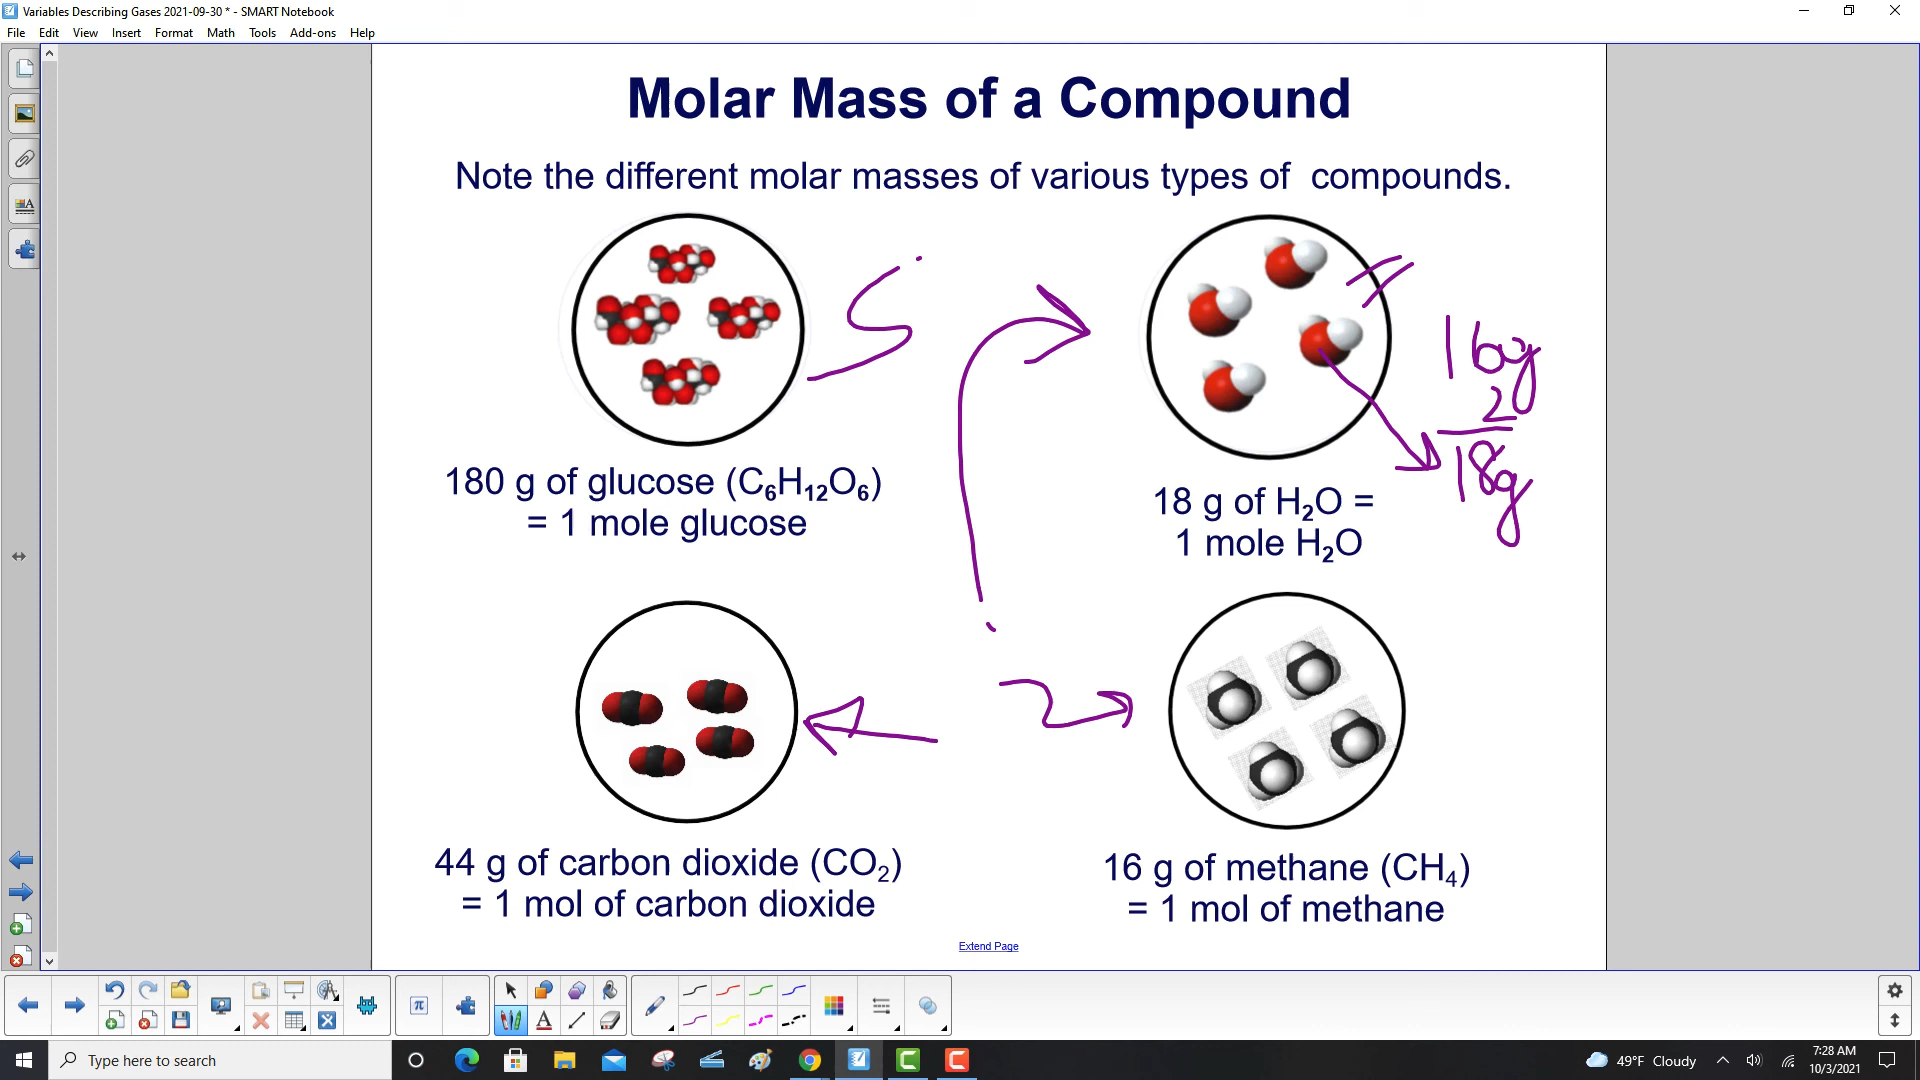 Variables Describing Gases 2021-09-30 * - SMART Notebook
File Edit View Insert Format Math Tools Add-ons Help
Molar Mass of a Compound
Note the different molar masses of various types of compounds.
180 g of glucose (C₆H₁₂O₆)
= 1 mole glucose
16g
2
18g
18 g of H₂O =
1 mole H₂O
44 g of carbon dioxide (CO₂)
= 1 mol of carbon dioxide
16 g of methane (CH₄)
= 1 mol of methane
Extend Page
Type here to search
49°F Cloudy
7:28 AM
10/3/2021